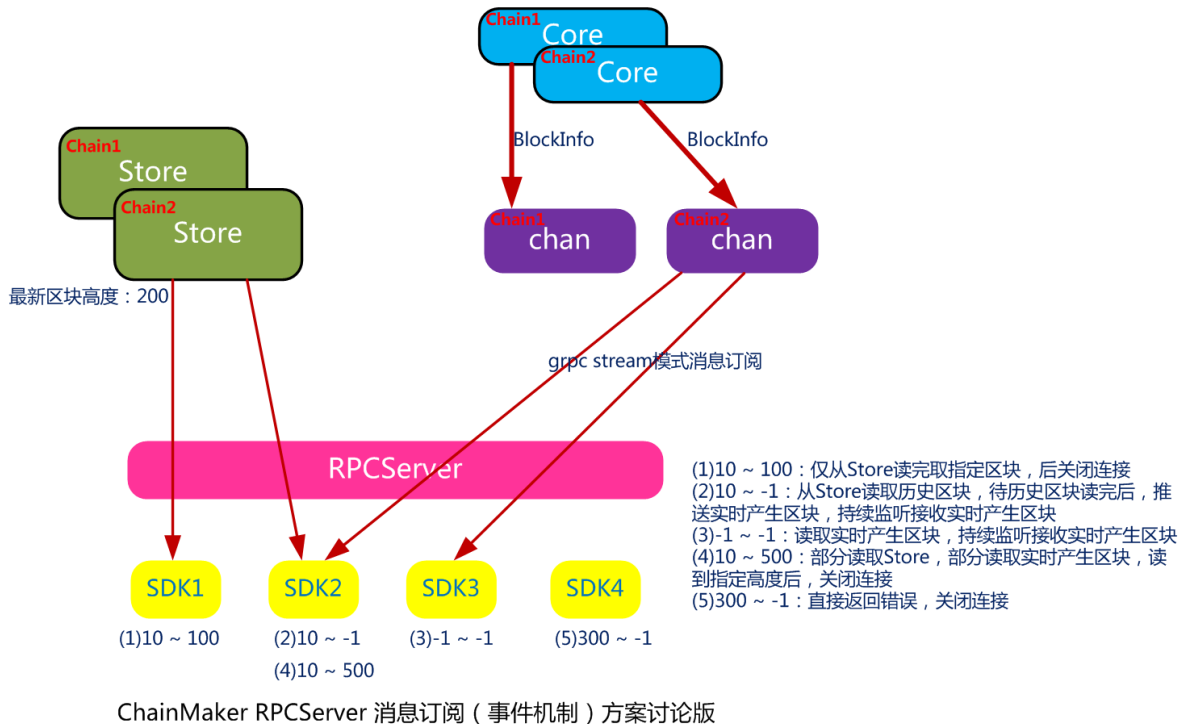 Chain1
Core
Chain2
Core
BlockInfo
BlockInfo
Chain1
Store
Chain2
Store
Chain1
chan
Chain2
chan
最新区块高度：200
grpc stream模式消息订阅
RPCServer
(1)10 ~ 100：仅从Store读完取指定区块，后关闭连接
(2)10 ~ -1：从Store读取历史区块，待历史区块读完后，推
送实时产生区块，持续监听接收实时产生区块
(3)-1 ~ -1：读取实时产生区块，持续监听接收实时产生区块
(4)10 ~ 500：部分读取Store，部分读取实时产生区块，读
到指定高度后，关闭连接
(5)300 ~ -1：直接返回错误，关闭连接
SDK1
SDK2
SDK3
SDK4
(1)10 ~ 100
(2)10 ~ -1
(3)-1 ~ -1
(5)300 ~ -1
(4)10 ~ 500
ChainMaker RPCServer 消息订阅（事件机制）方案讨论版